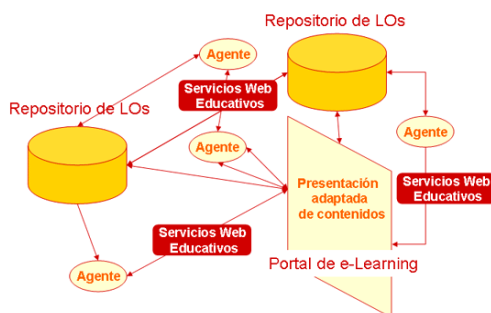 Repositorio de LOs
Agente
Servicios Web
Educativos
Repositorio de LOs
Agente
Agente
Presentación
adaptada
de contenidos
Servicios Web
Educativos
Servicios Web
Educativos
Portal de e-Learning
Agente